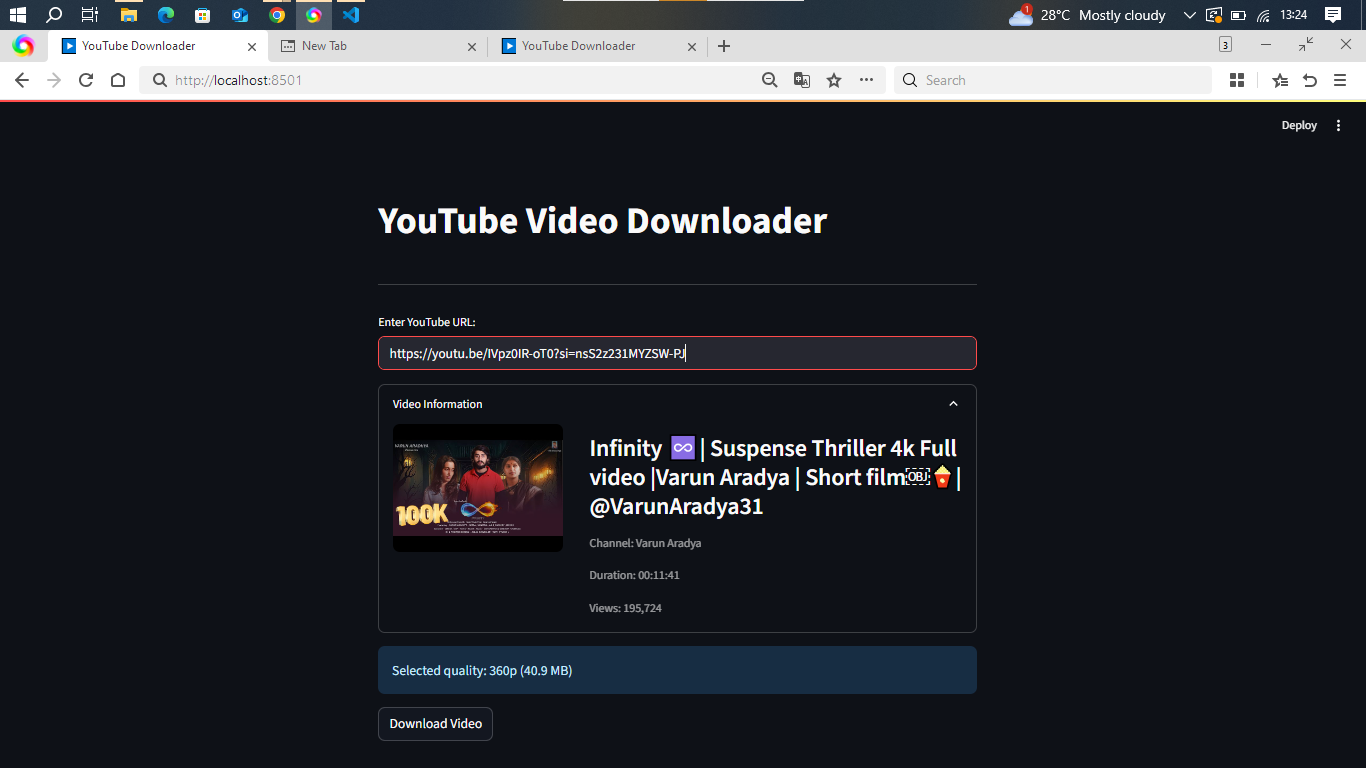 1
28°C Mostly cloudy
13:24
YouTube Downloader
New Tab
YouTube Downloader
3
http://localhost:8501
Search
Deploy
YouTube Video Downloader
Enter YouTube URL:
https://youtu.be/IVpz0IR-oT0?si=nsS2z231MYZSW-PJ
Video Information
VARUN ARADYA
100K
Infinity ♾️ | Suspense Thriller 4k Full
video |Varun Aradya | Short film￼🍿 |
@VarunAradya31
Channel: Varun Aradya
Duration: 00:11:41
Views: 195,724
Selected quality: 360p (40.9 MB)
Download Video